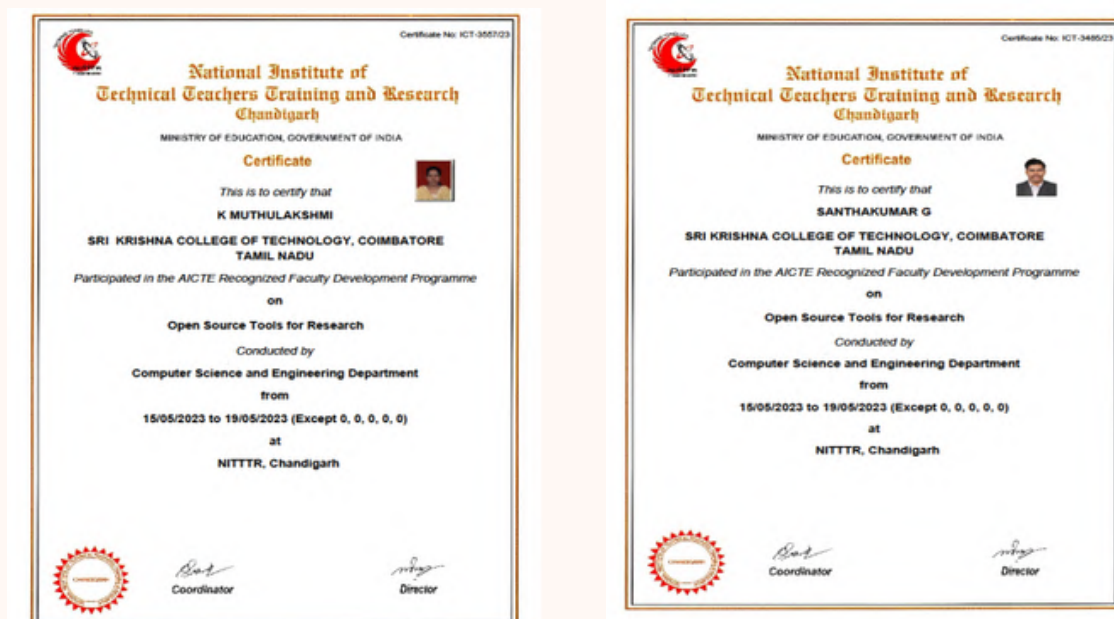 Certificate No: ICT-3557/23
National Institute of
Technical Teachers Training and Research
Chandigarh
MINISTRY OF EDUCATION, GOVERNMENT OF INDIA
Certificate
This is to certify that
K MUTHULAKSHMI
SRI KRISHNA COLLEGE OF TECHNOLOGY, COIMBATORE
TAMIL NADU
Participated in the AICTE Recognized Faculty Development Programme
on
Open Source Tools for Research
Conducted by
Computer Science and Engineering Department
from
15/05/2023 to 19/05/2023 (Except 0, 0, 0, 0, 0)
at
NITTTR, Chandigarh
Coordinator
Director
Certificate No: ICT-3485/23
National Institute of
Technical Teachers Training and Research
Chandigarh
MINISTRY OF EDUCATION, GOVERNMENT OF INDIA
Certificate
This is to certify that
SANTHAKUMAR G
SRI KRISHNA COLLEGE OF TECHNOLOGY, COIMBATORE
TAMIL NADU
Participated in the AICTE Recognized Faculty Development Programme
on
Open Source Tools for Research
Conducted by
Computer Science and Engineering Department
from
15/05/2023 to 19/05/2023 (Except 0, 0, 0, 0, 0)
at
NITTTR, Chandigarh
Coordinator
Director